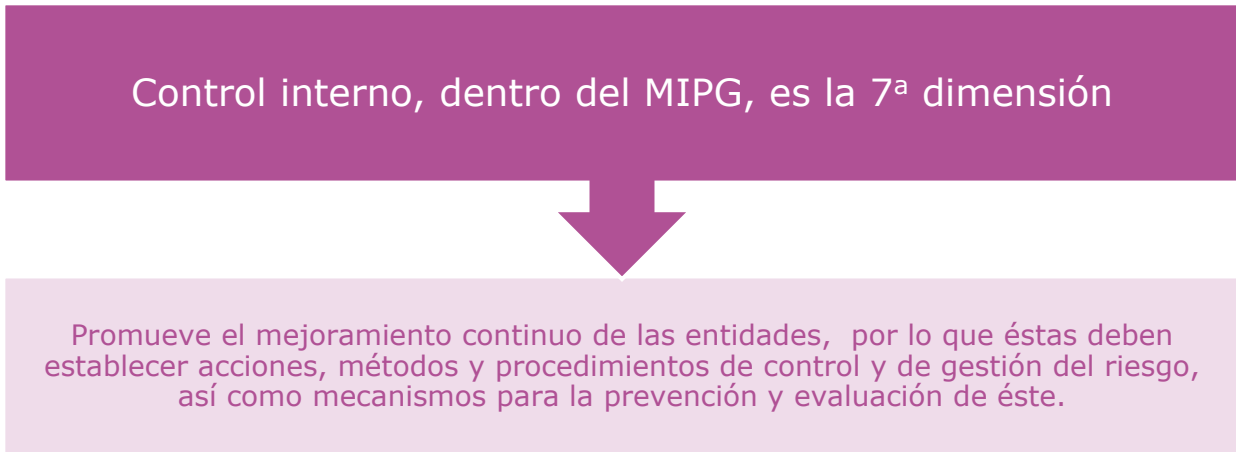 Control interno, dentro del MIPG, es la 7ª dimensión
Promueve el mejoramiento continuo de las entidades,  por lo que éstas deben
establecer acciones, métodos y procedimientos de control y de gestión del riesgo,
así como mecanismos para la prevención y evaluación de éste.